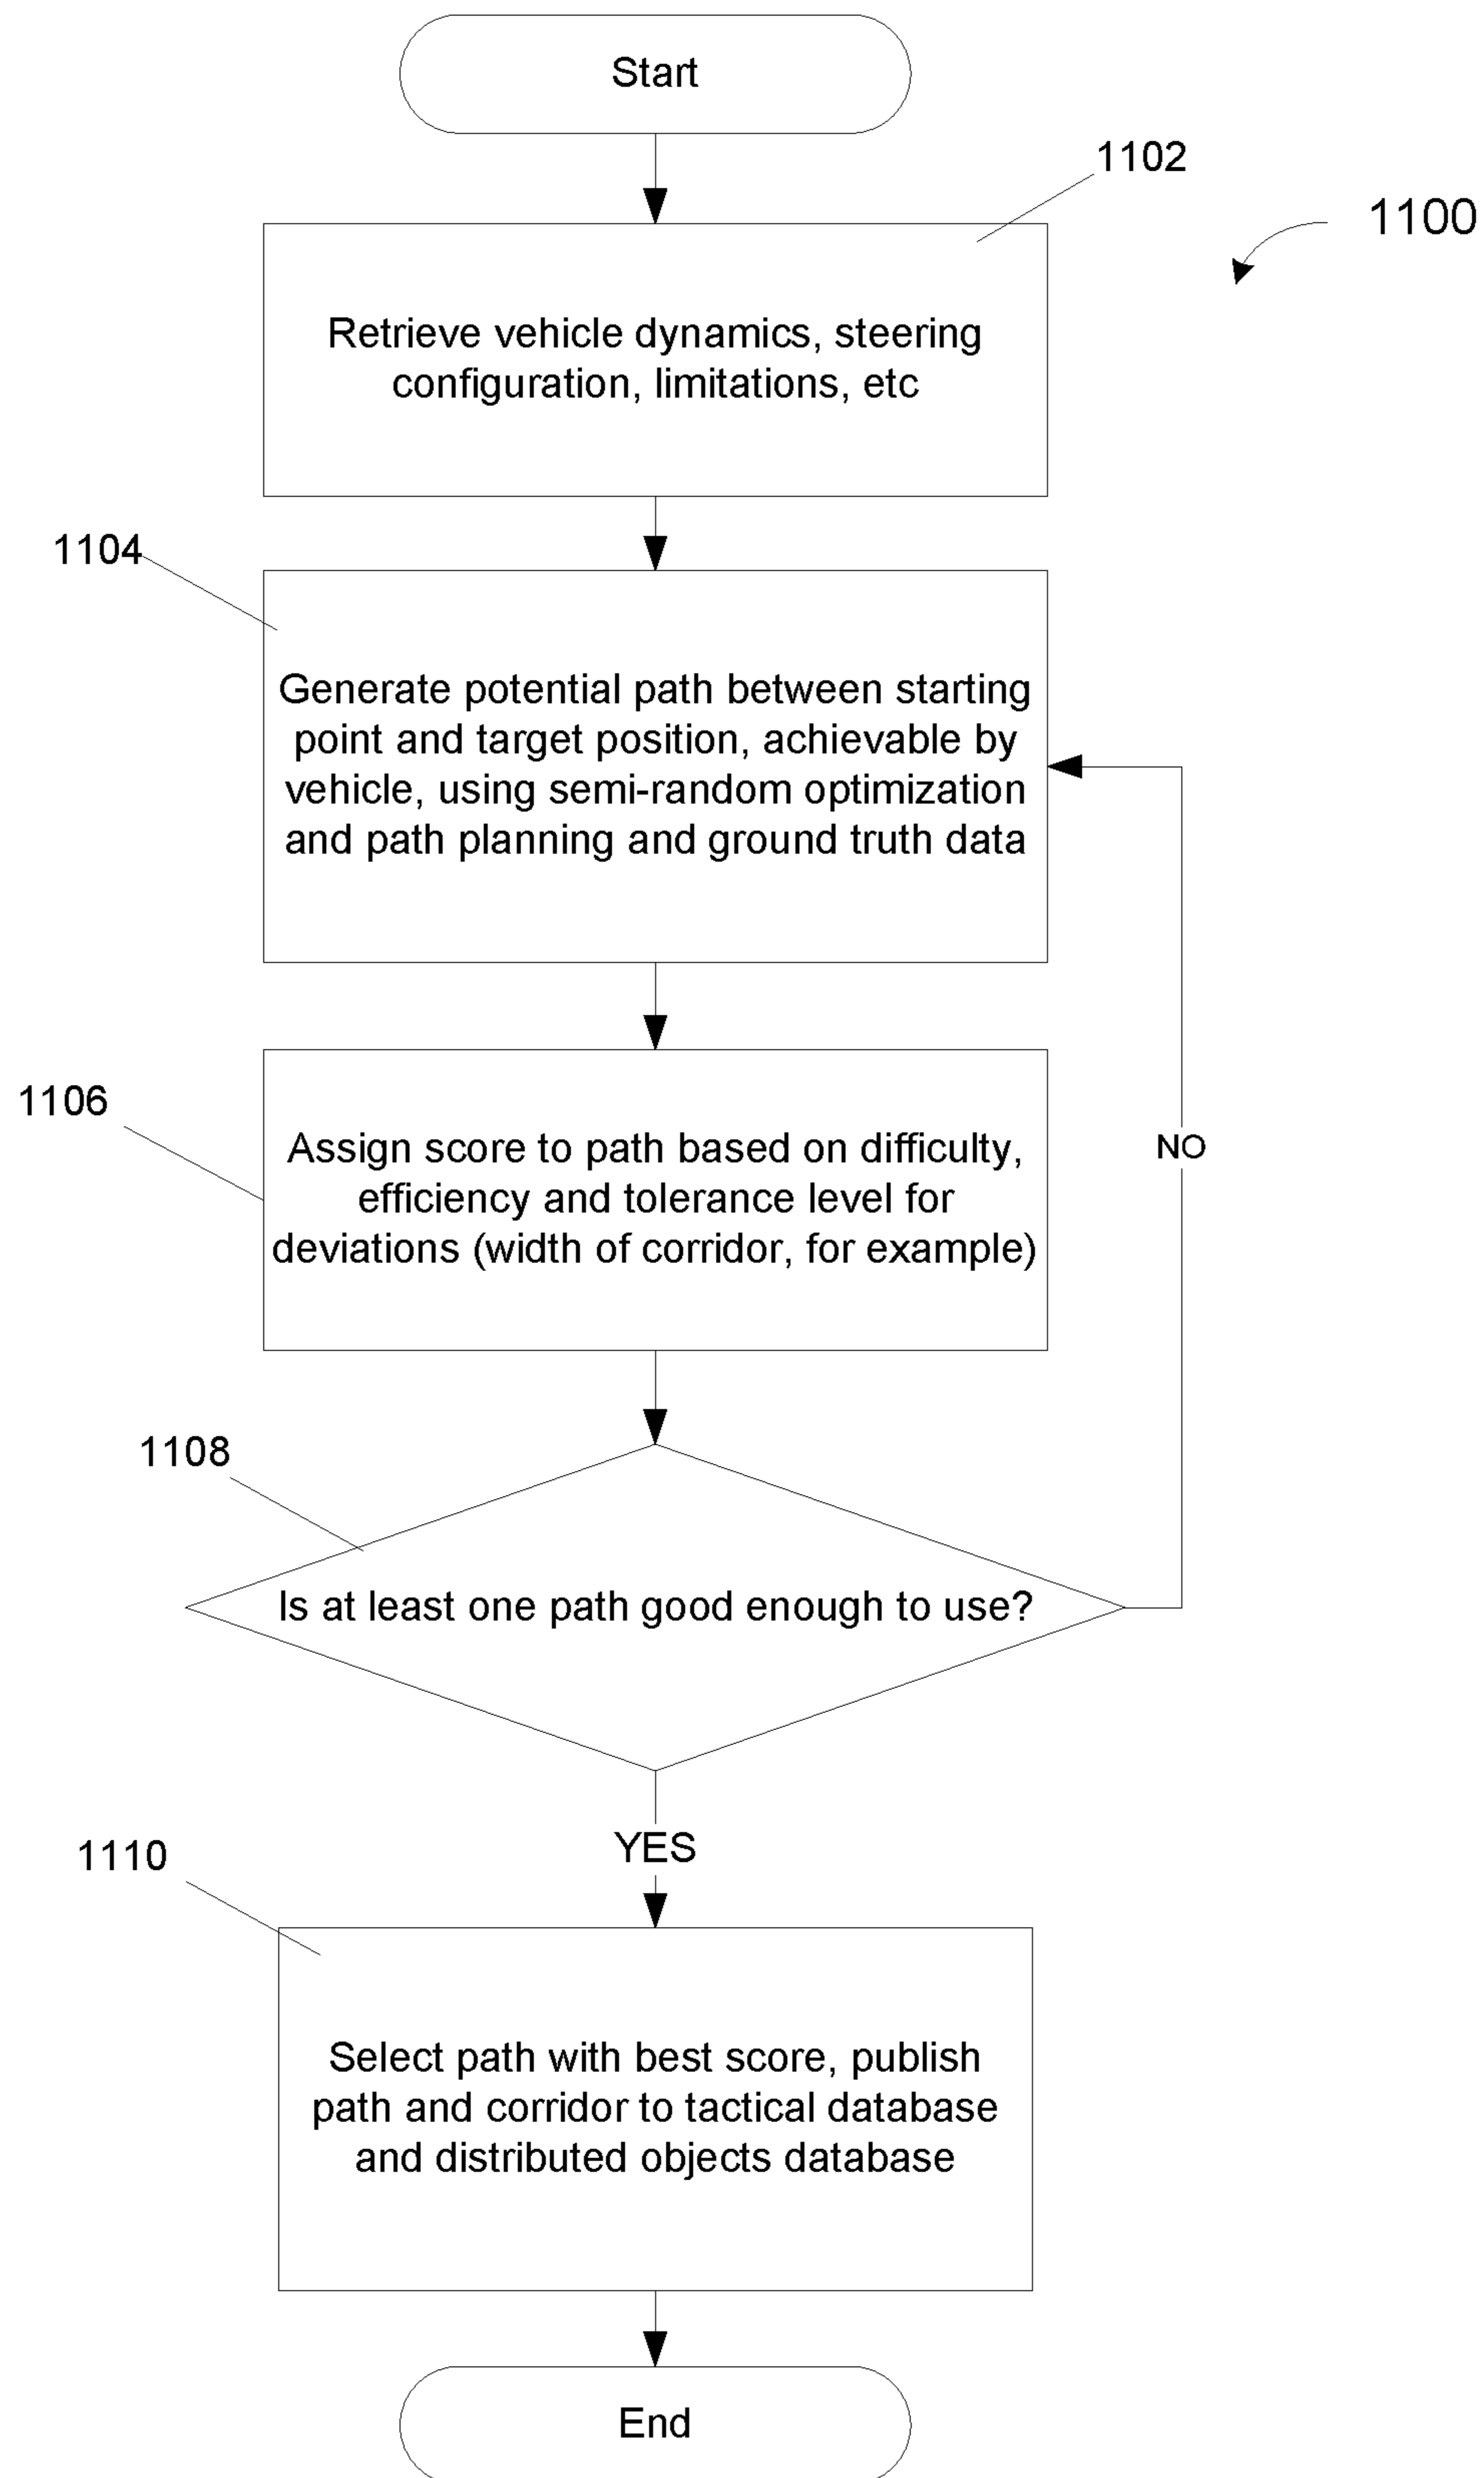 Start
1102
1100
Retrieve vehicle dynamics, steering
configuration, limitations, etc
1104
Generate potential path between starting
point and target position, achievable by
vehicle, using semi-random optimization
and path planning and ground truth data
1106
Assign score to path based on difficulty,
efficiency and tolerance level for
deviations (width of corridor, for example)
NO
1108
Is at least one path good enough to use?
YES
1110
Select path with best score, publish
path and corridor to tactical database
and distributed objects database
End